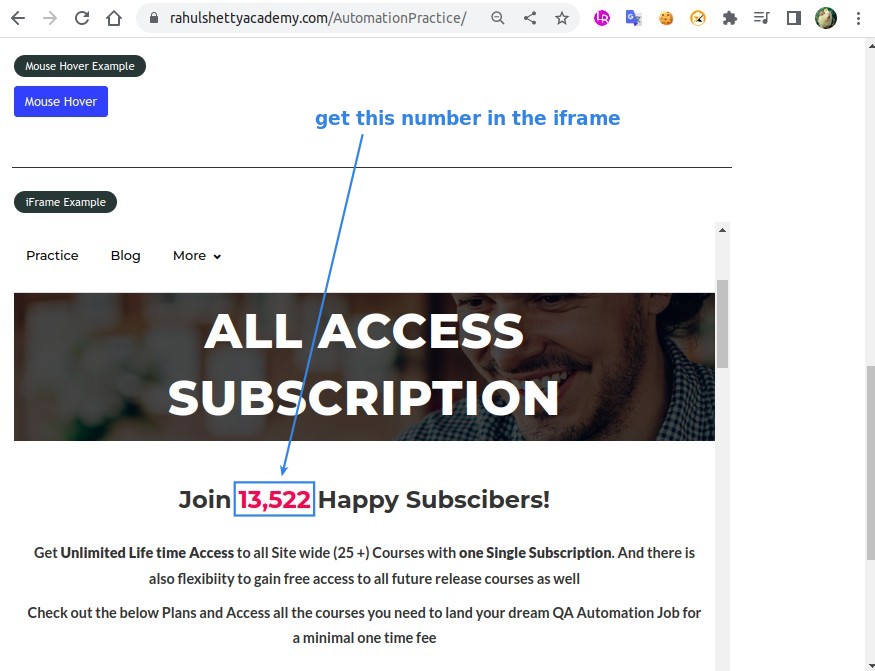 rahulshettyacademy.com/AutomationPractice/
Mouse Hover Example
Mouse Hover
get this number in the iframe
iFrame Example
Practice Blog More
ALL ACCESS
SUBSCRIPTION
Join 13,522 Happy Subscibers!
Get Unlimited Life time Access to all Site wide (25 +) Courses with one Single Subscription. And there is
also flexibiity to gain free access to all future release courses as well
Check out the below Plans and Access all the courses you need to land your dream QA Automation Job for
a minimal one time fee